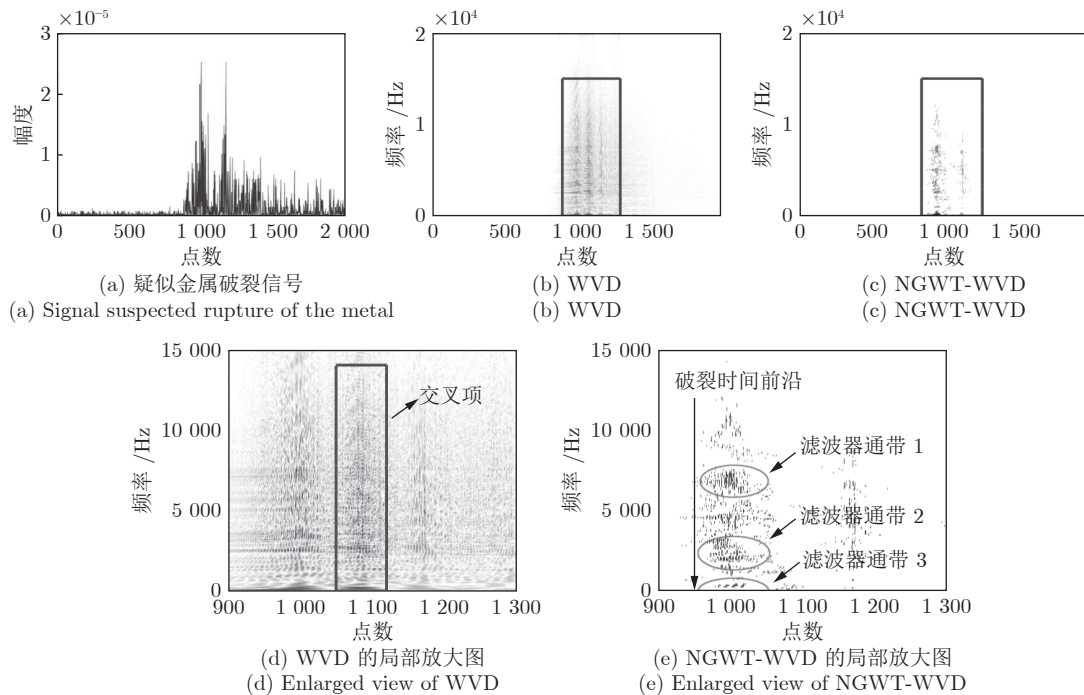 ×10⁻⁵
3
2
1
0
幅度
0 500 1 000 1 500 2 000
点数
(a) 疑似金属破裂信号
(a) Signal suspected rupture of the metal
×10⁴
2
1
0
频率 /Hz
0 500 1 000 1 500
点数
(b) WVD
(b) WVD
×10⁴
2
1
0
频率 /Hz
0 500 1 000 1 500
点数
(c) NGWT-WVD
(c) NGWT-WVD
15 000
10 000
5 000
0
频率 /Hz
交叉项
900 1 000 1 100 1 200 1 300
点数
(d) WVD 的局部放大图
(d) Enlarged view of WVD
15 000
10 000
5 000
0
频率 /Hz
破裂时间前沿
滤波器通带 1
滤波器通带 2
滤波器通带 3
900 1 000 1 100 1 200 1 300
点数
(e) NGWT-WVD 的局部放大图
(e) Enlarged view of NGWT-WVD